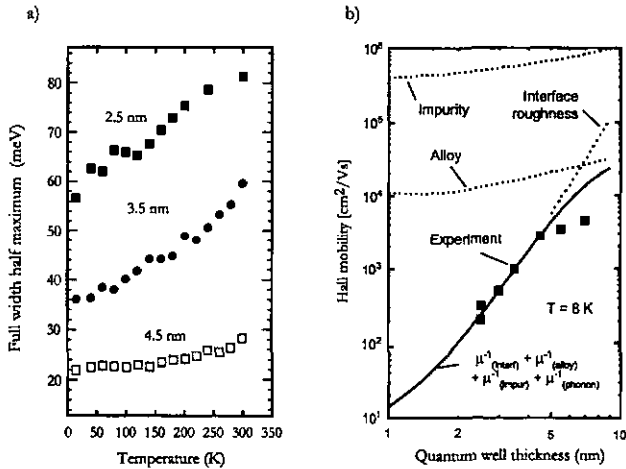 a)
80
70
60
50
40
30
20
Full width half maximum (meV)
2.5 nm
3.5 nm
4.5 nm
0 50 100 150 200 250 300 350
Temperature (K)
b)
10⁶
10⁵
10⁴
10³
10²
10¹
Hall mobility [cm²/Vs]
Impurity
Interface
roughness
Alloy
Experiment
T = 8 K
μ⁻¹(interf) + μ⁻¹(alloy)
+ μ⁻¹(impur) + μ⁻¹(phonon)
1 2 5 10
Quantum well thickness (nm)